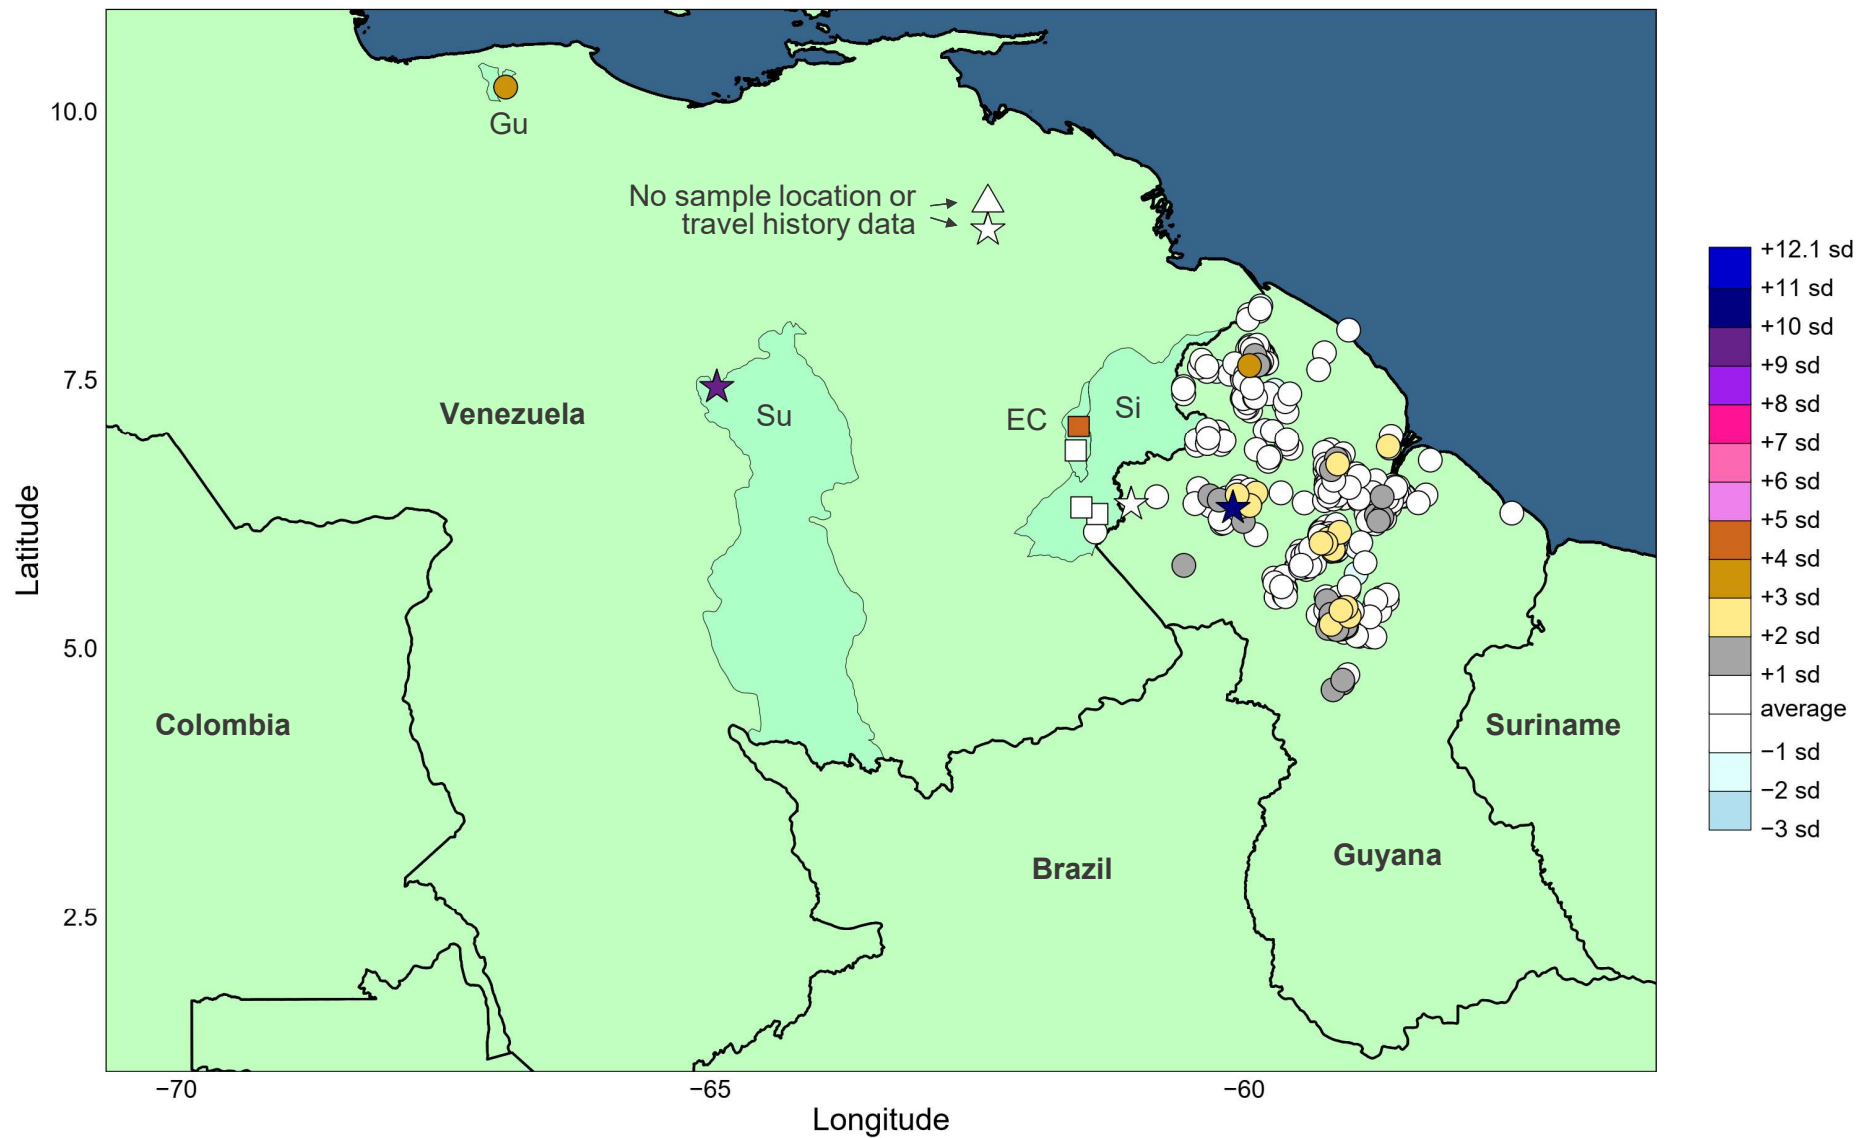 10.0
7.5
5.0
2.5
Latitude
−70
−65
−60
Longitude
Gu
No sample location or
travel history data
Venezuela
Su
EC
Si
Colombia
Brazil
Guyana
Suriname
+12.1 sd
+11 sd
+10 sd
+9 sd
+8 sd
+7 sd
+6 sd
+5 sd
+4 sd
+3 sd
+2 sd
+1 sd
average
−1 sd
−2 sd
−3 sd